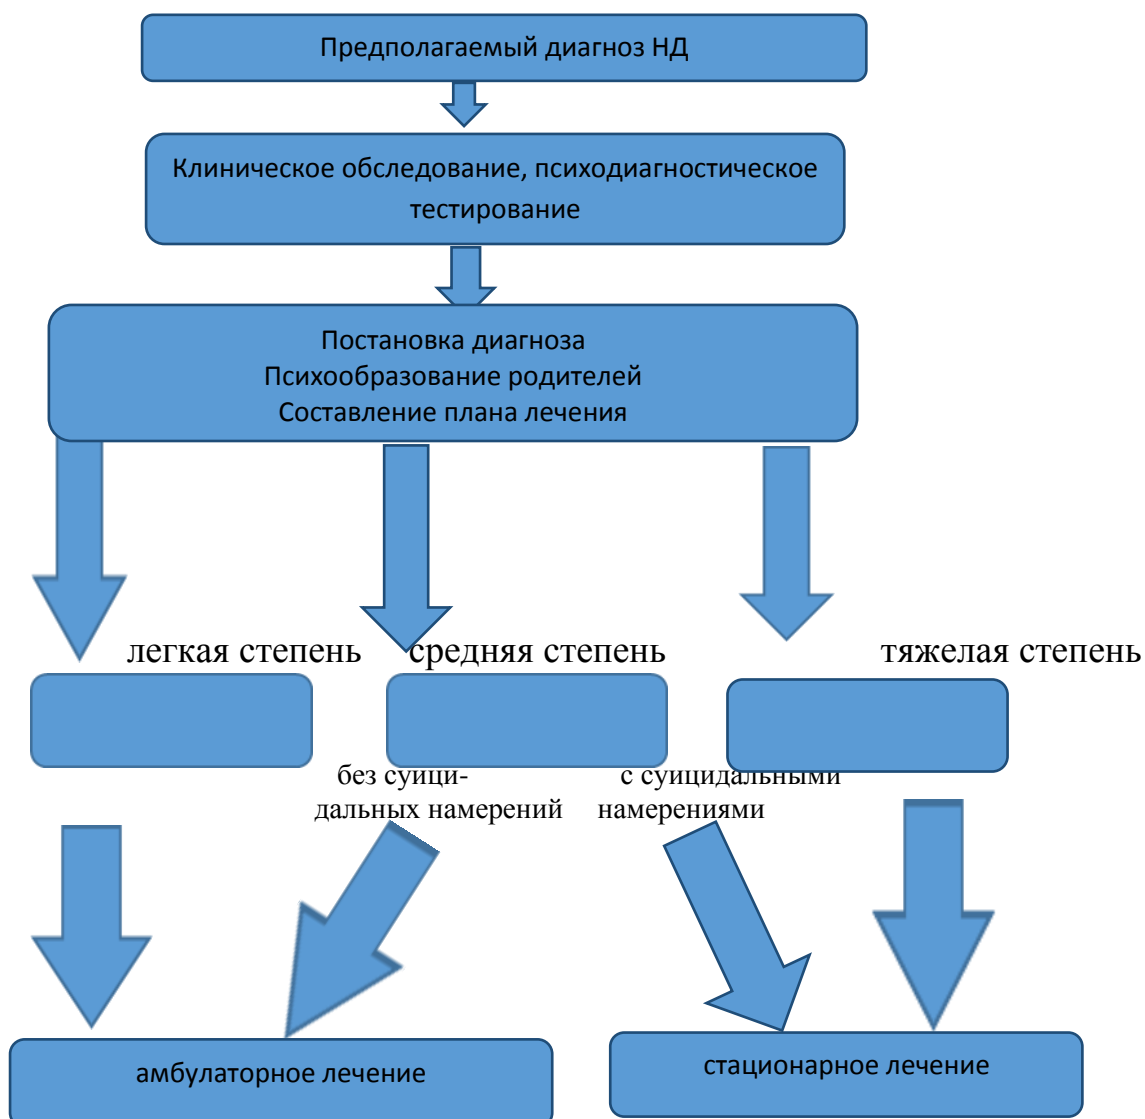 Предполагаемый диагноз НД
Клиническое обследование, психодиагностическое
тестирование
Постановка диагноза
Психообразование родителей
Составление плана лечения
легкая степень средняя степень тяжелая степень
без суици- с суицидальными
дальных намерений намерениями
амбулаторное лечение
стационарное лечение